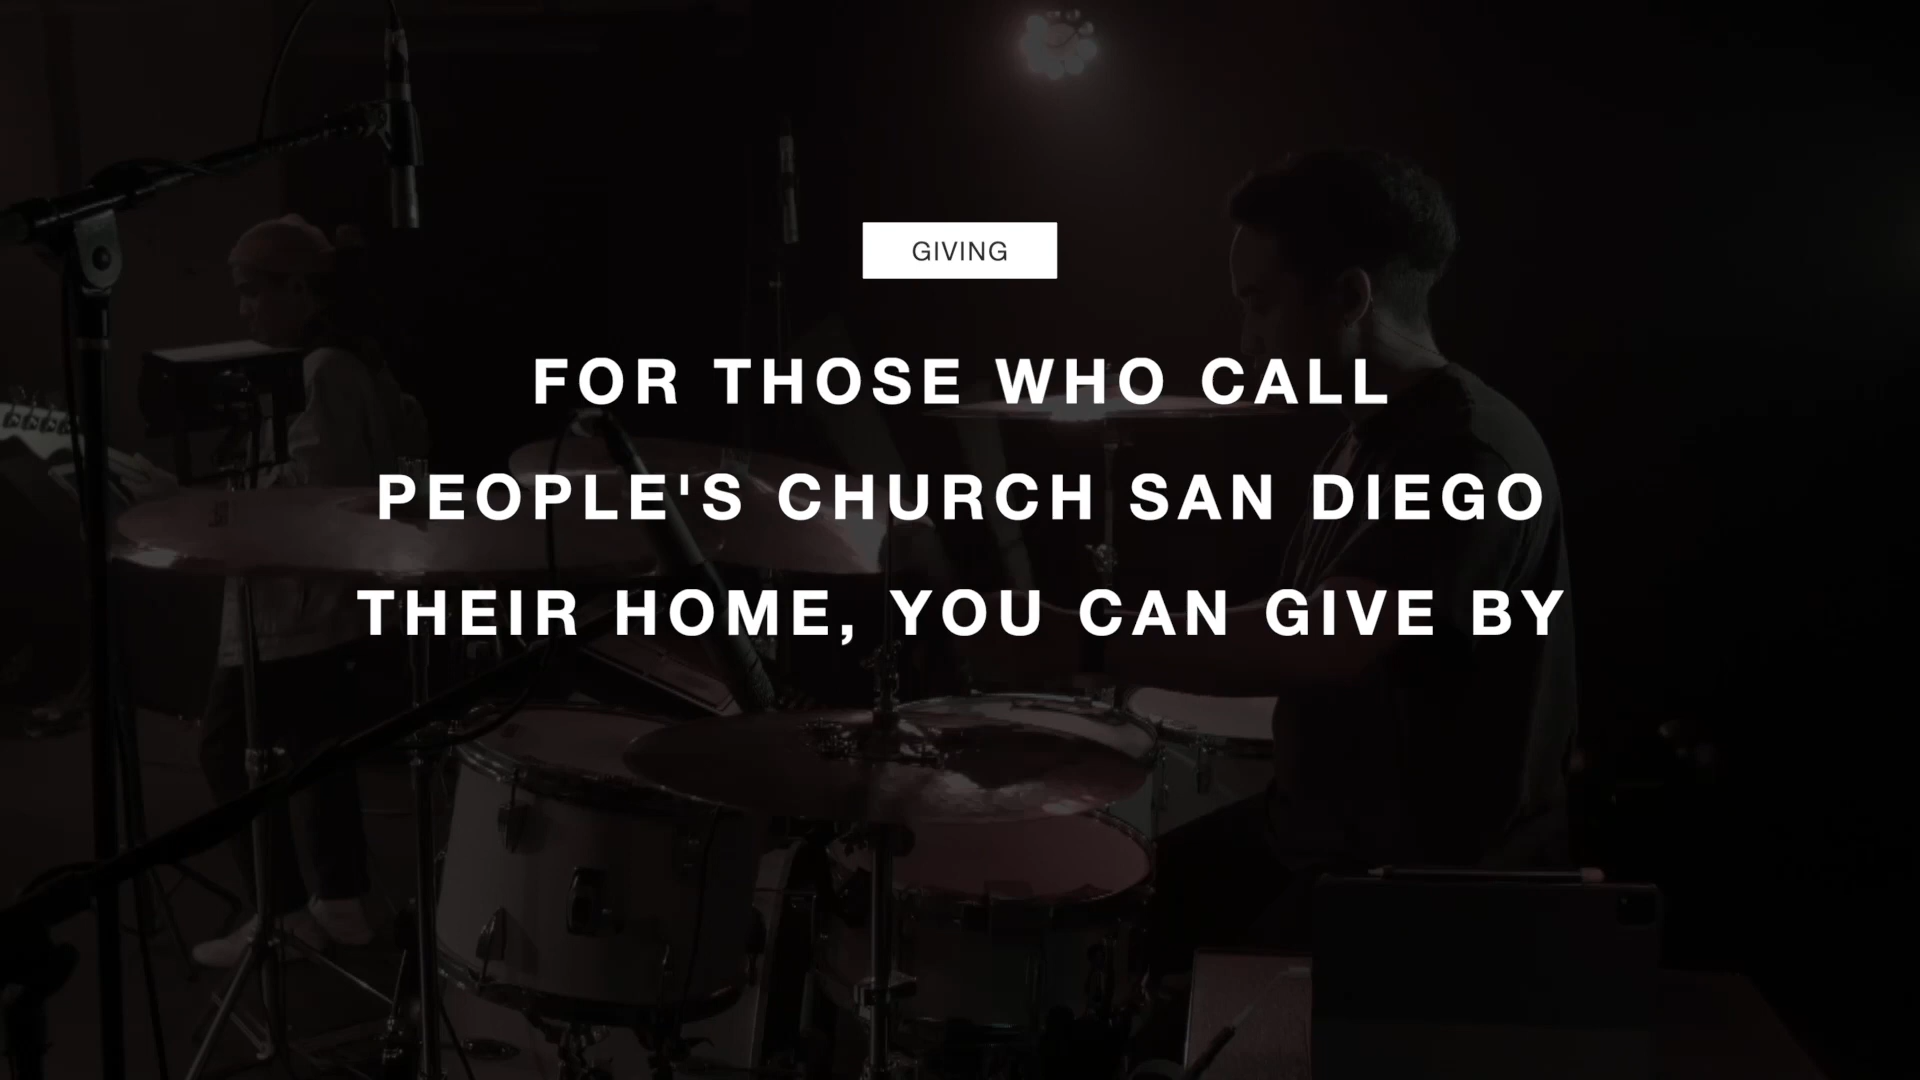 GIVING
FOR THOSE WHO CALL
PEOPLE'S CHURCH SAN DIEGO
THEIR HOME, YOU CAN GIVE BY